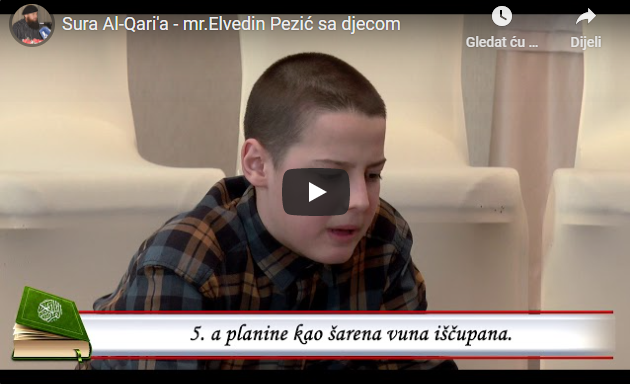 Sura Al-Qari'a - mr.Elvedin Pezić sa djecom
Gledat ću ...
Dijeli
5. a planine kao šarena vuna iščupana.